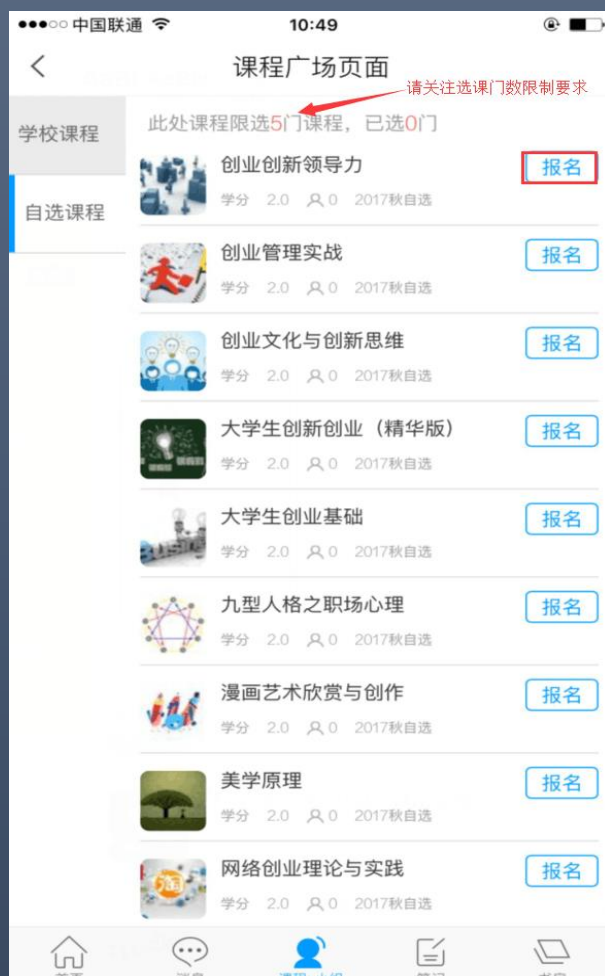 中国联通 10:49
课程广场页面
请关注选课门数限制要求
学校课程
自选课程
此处课程限选5门课程，已选0门
创业创新领导力 报名
学分 2.0 0 2017秋自选
创业管理实战 报名
学分 2.0 0 2017秋自选
创业文化与创新思维 报名
学分 2.0 0 2017秋自选
大学生创新创业（精华版） 报名
学分 2.0 0 2017秋自选
大学生创业基础 报名
学分 2.0 0 2017秋自选
九型人格之职场心理 报名
学分 2.0 0 2017秋自选
漫画艺术欣赏与创作 报名
学分 2.0 0 2017秋自选
美学原理 报名
学分 2.0 0 2017秋自选
网络创业理论与实践 报名
学分 2.0 0 2017秋自选